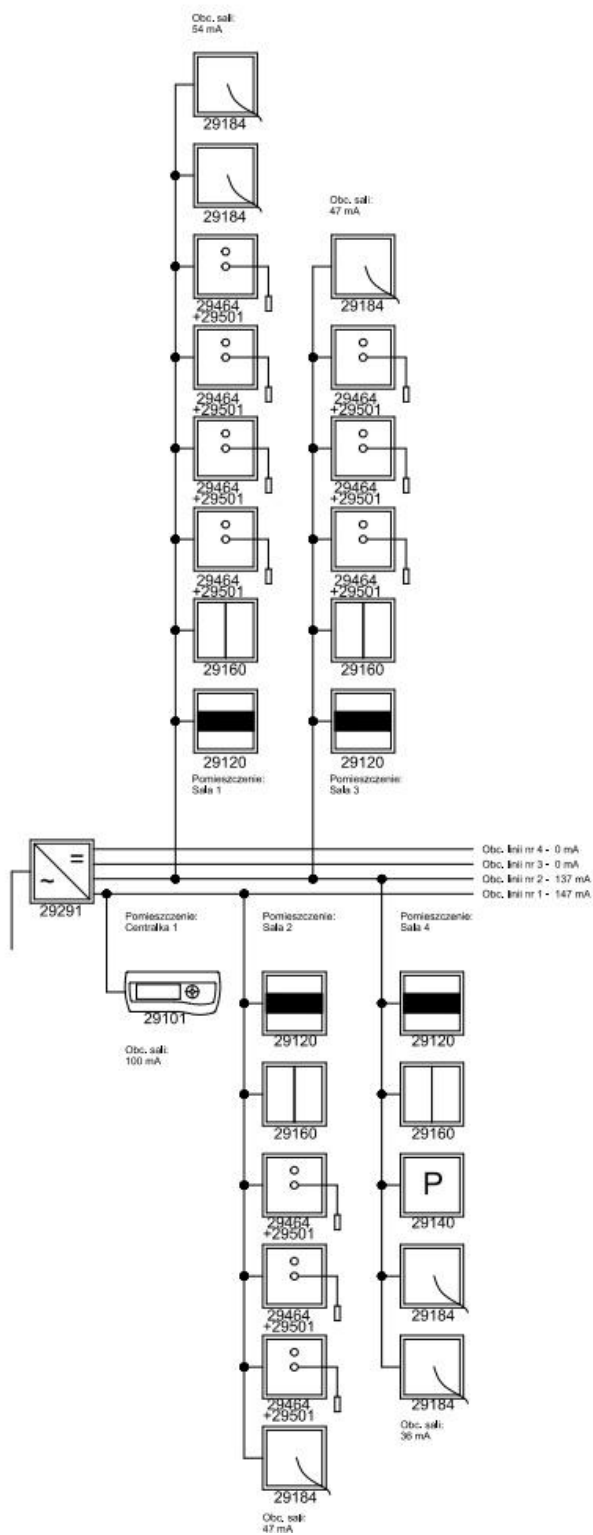 Obc. sali:
54 mA
29184
29184
29464
+29501
29464
+29501
29464
+29501
29464
+29501
29160
29120
Pomieszczenie:
Sala 1
Obc. sali:
47 mA
29184
29464
+29501
29464
+29501
29464
+29501
29160
29120
Pomieszczenie:
Sala 3
=
~
29291
Obc. linii nr 4 - 0 mA
Obc. linii nr 3 - 0 mA
Obc. linii nr 2 - 137 mA
Obc. linii nr 1 - 147 mA
Pomieszczenie:
Centralka 1
29101
Obc. sali:
100 mA
Pomieszczenie:
Sala 2
29120
29160
29464
+29501
29464
+29501
29464
+29501
29184
Obc. sali:
47 mA
Pomieszczenie:
Sala 4
29120
29160
P
29140
29184
29184
Obc. sali:
36 mA